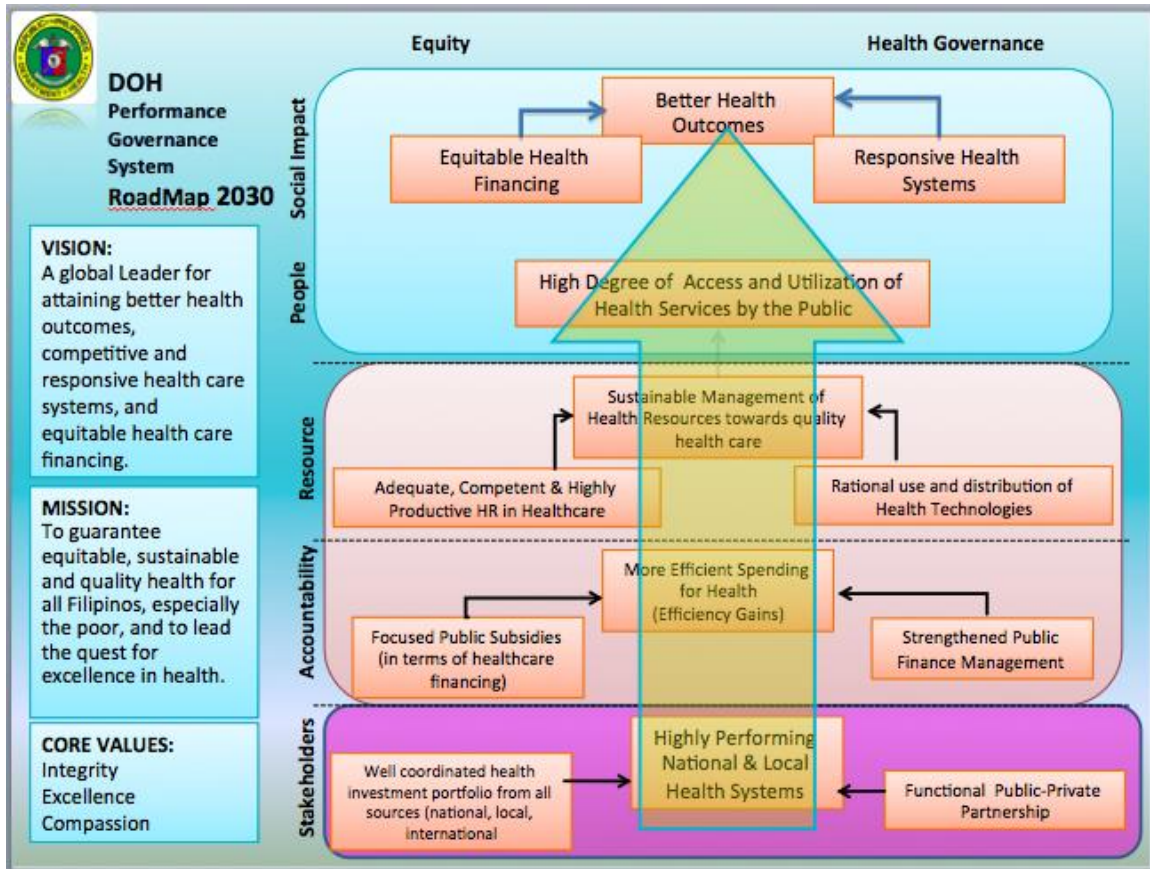 DOH
Performance
Governance
System
RoadMap 2030
VISION:
A global Leader for
attaining better health
outcomes,
competitive and
responsive health care
systems, and
equitable health care
financing.
MISSION:
To guarantee
equitable, sustainable
and quality health for
all Filipinos, especially
the poor, and to lead
the quest for
excellence in health.
CORE VALUES:
Integrity
Excellence
Compassion
Equity
Health Governance
Social Impact
Better Health
Outcomes
Equitable Health
Financing
Responsive Health
Systems
People
High Degree of Access and Utilization of
Health Services by the Public
Resource
Sustainable Management of
Health Resources towards quality
health care
Adequate, Competent & Highly
Productive HR in Healthcare
Rational use and distribution of
Health Technologies
Accountability
More Efficient Spending
for Health
(Efficiency Gains)
Focused Public Subsidies
(in terms of healthcare
financing)
Strengthened Public
Finance Management
Stakeholders
Highly Performing
National & Local
Health Systems
Well coordinated health
investment portfolio from all
sources (national, local,
international
Functional Public-Private
Partnership